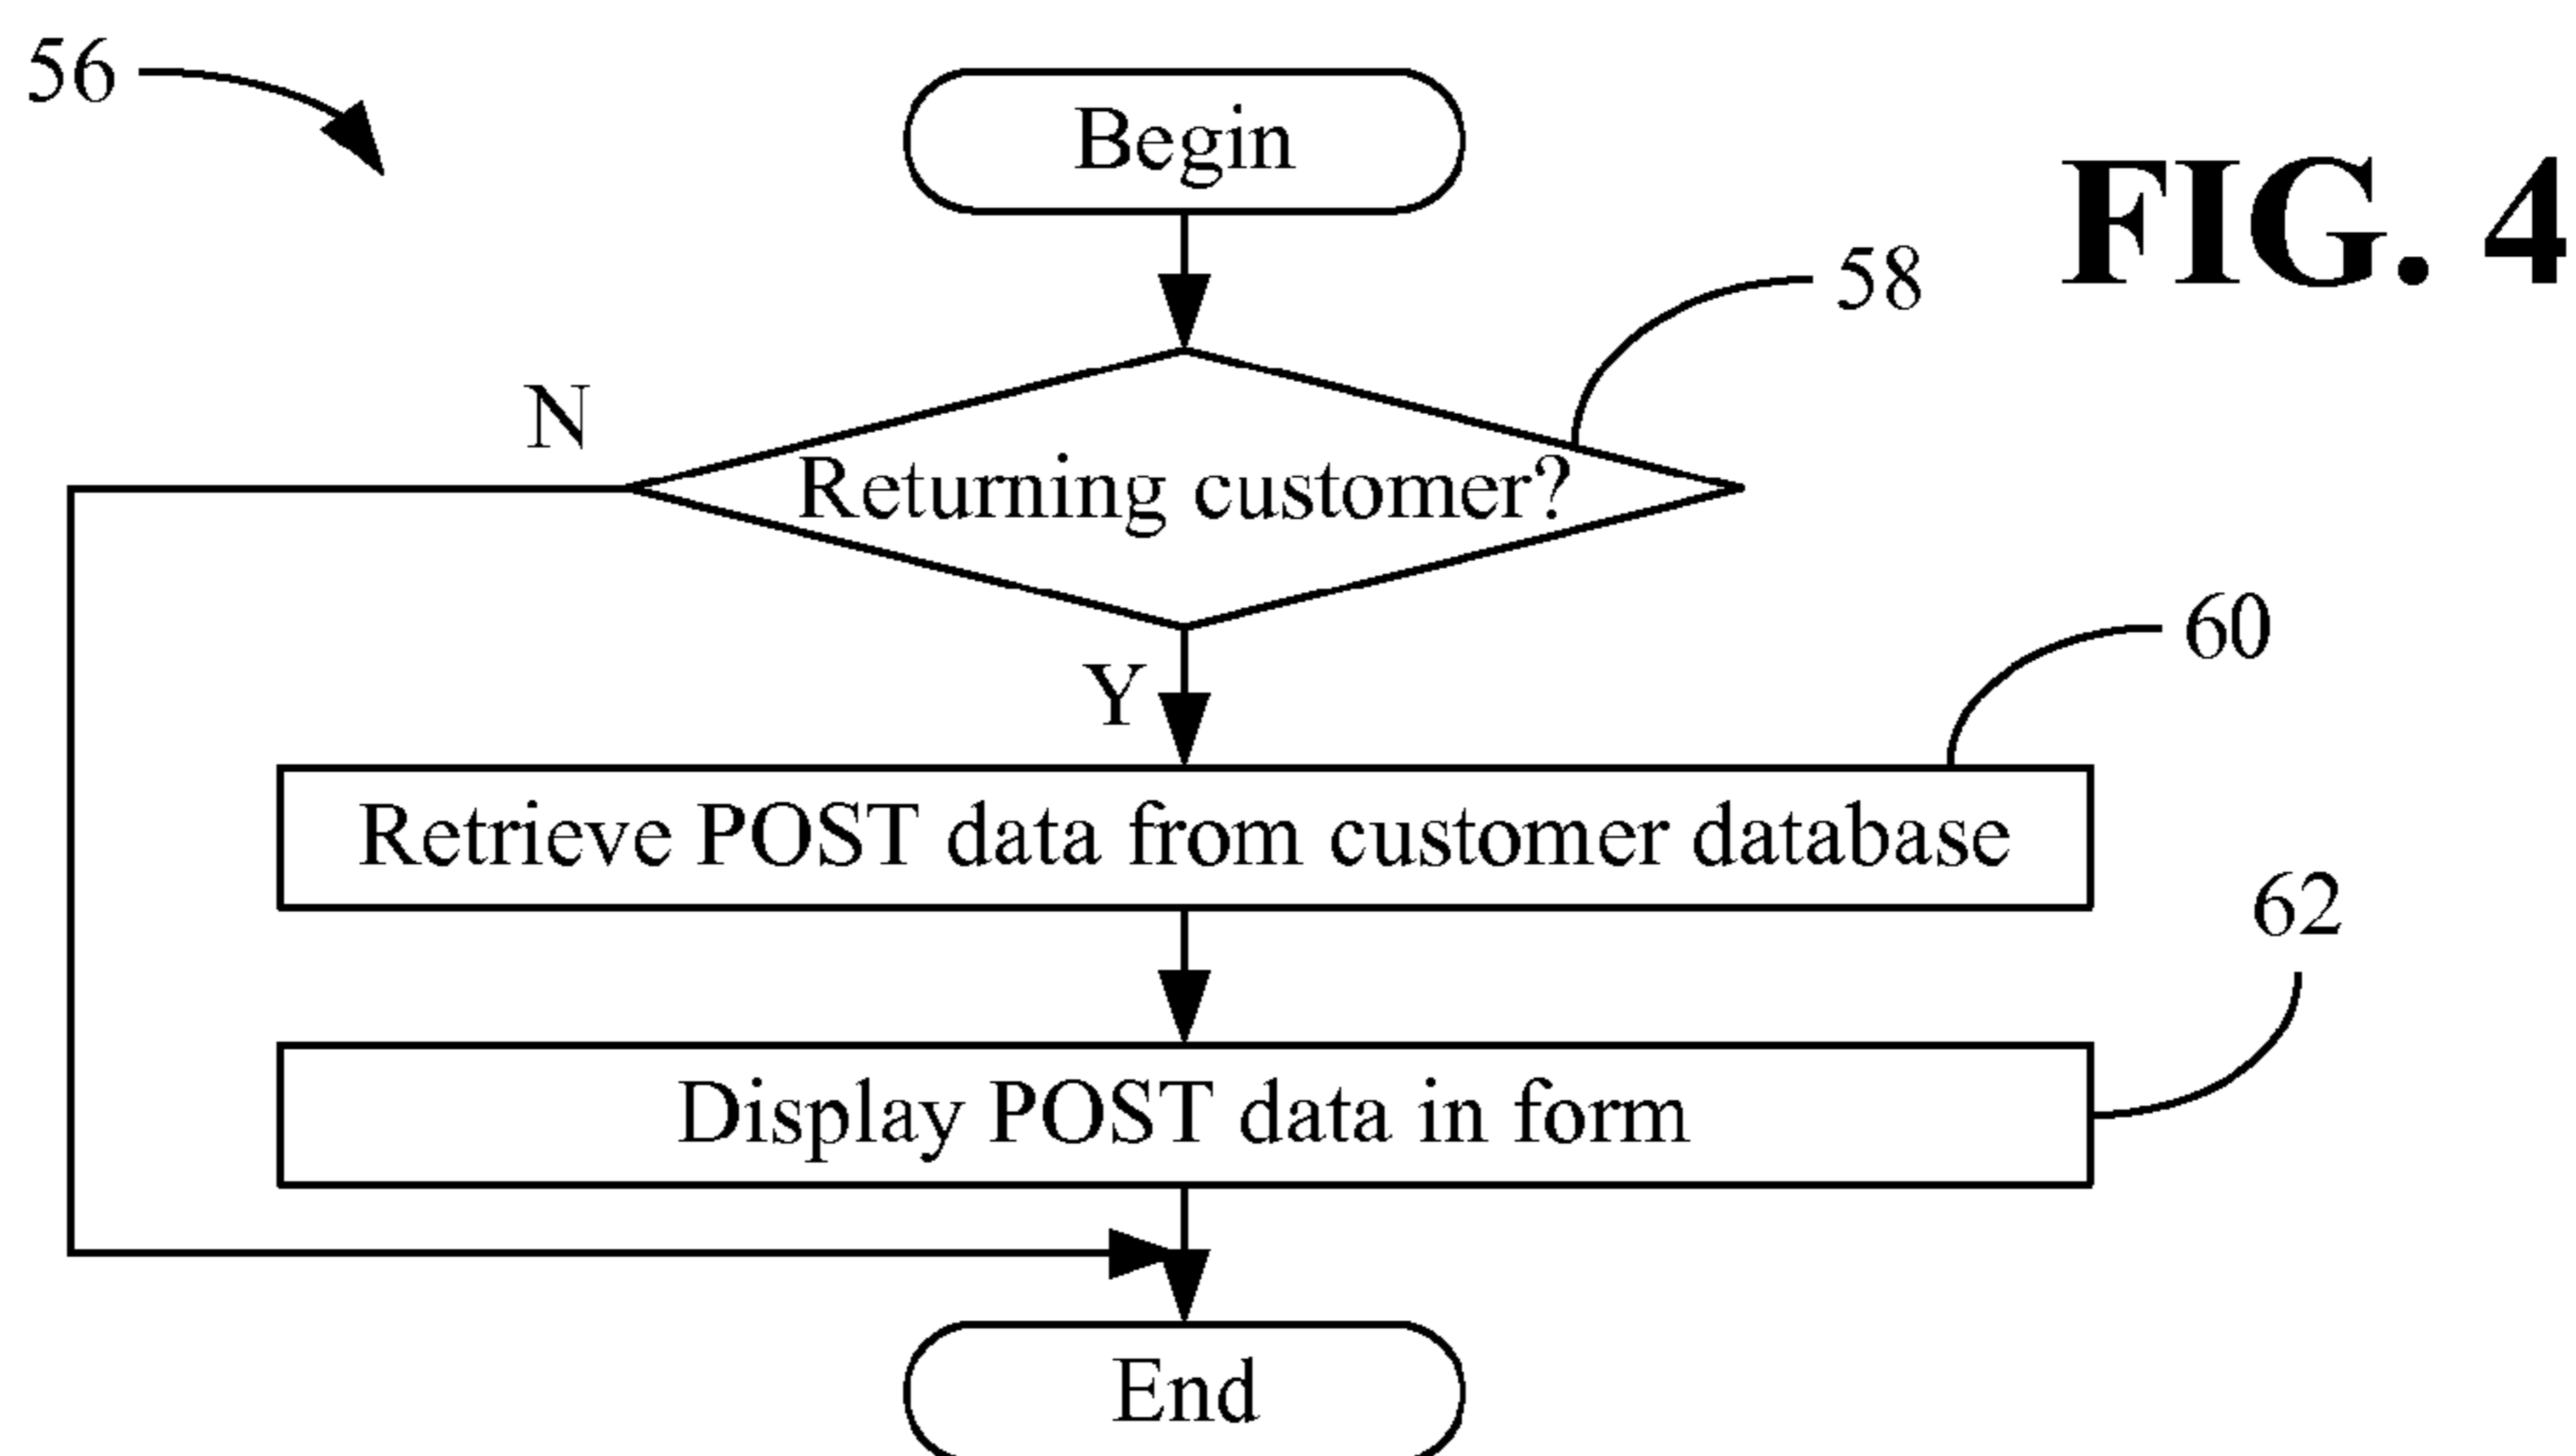 56
Begin
FIG. 4
58
N
Returning customer?
60
Y
Retrieve POST data from customer database
62
Display POST data in form
End